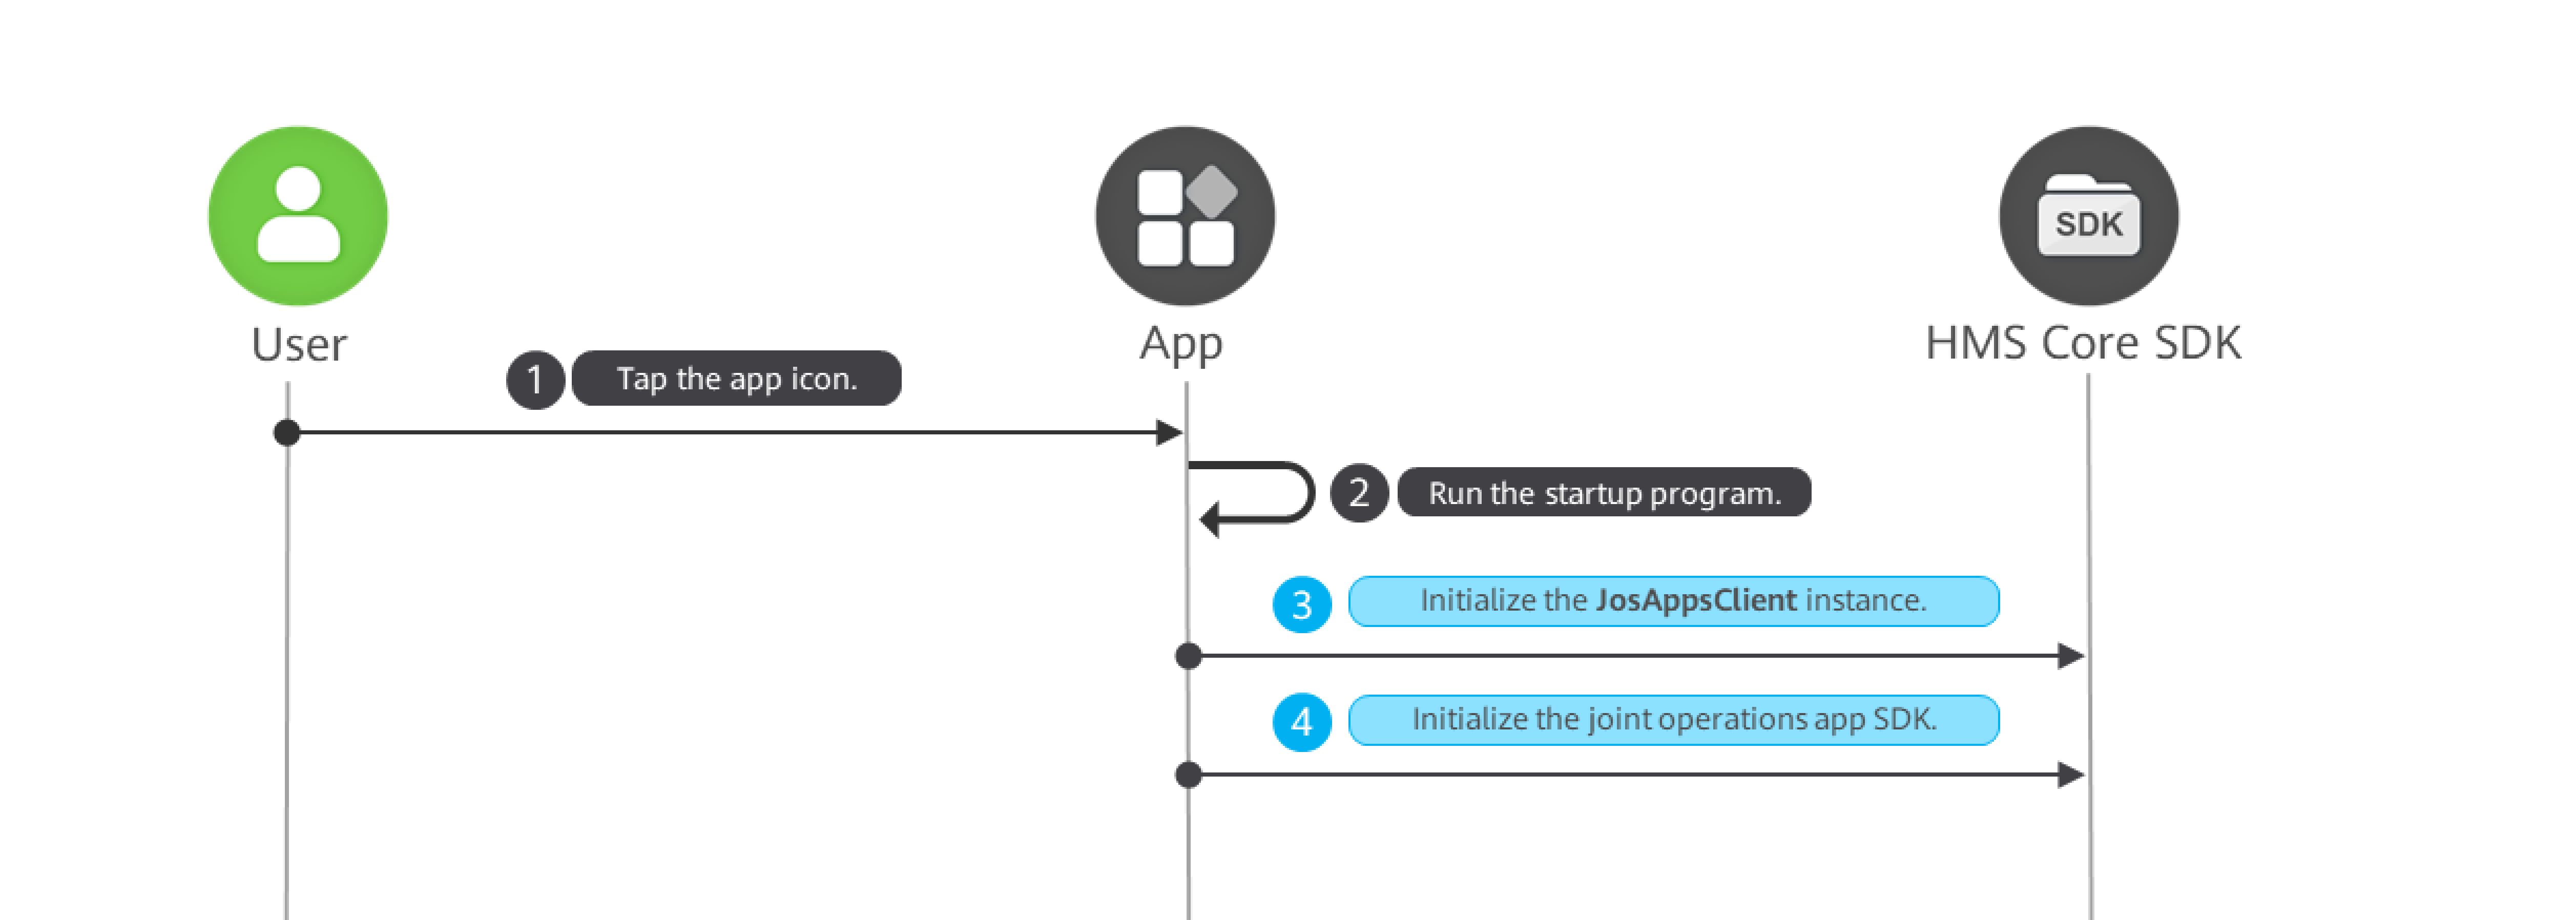 SDK
User
App
HMS Core SDK
1 Tap the app icon.
2 Run the startup program.
3 Initialize the JosAppsClient instance.
4 Initialize the joint operations app SDK.